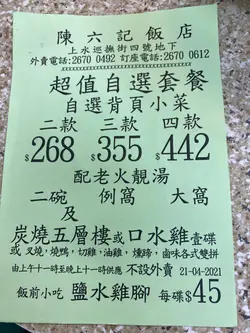 陳六記飯店
上水巡撫街四號地下
外賣電話:2670 0492 訂座電話:2670 0612
超值自選套餐
自選背頁小菜
二款 三款 四款
$268 $355 $442
配老火靚湯
二碗 例窩 大窩
及
炭燒五層樓或口水雞壹碟
或 叉燒，燒鴨，切雞，油雞，燻蹄，鹵味各式雙拼
由上午十一時至晚上十一時供應 不設外賣 21-04-2021
飯前小吃 鹽水雞腳 每碟$45